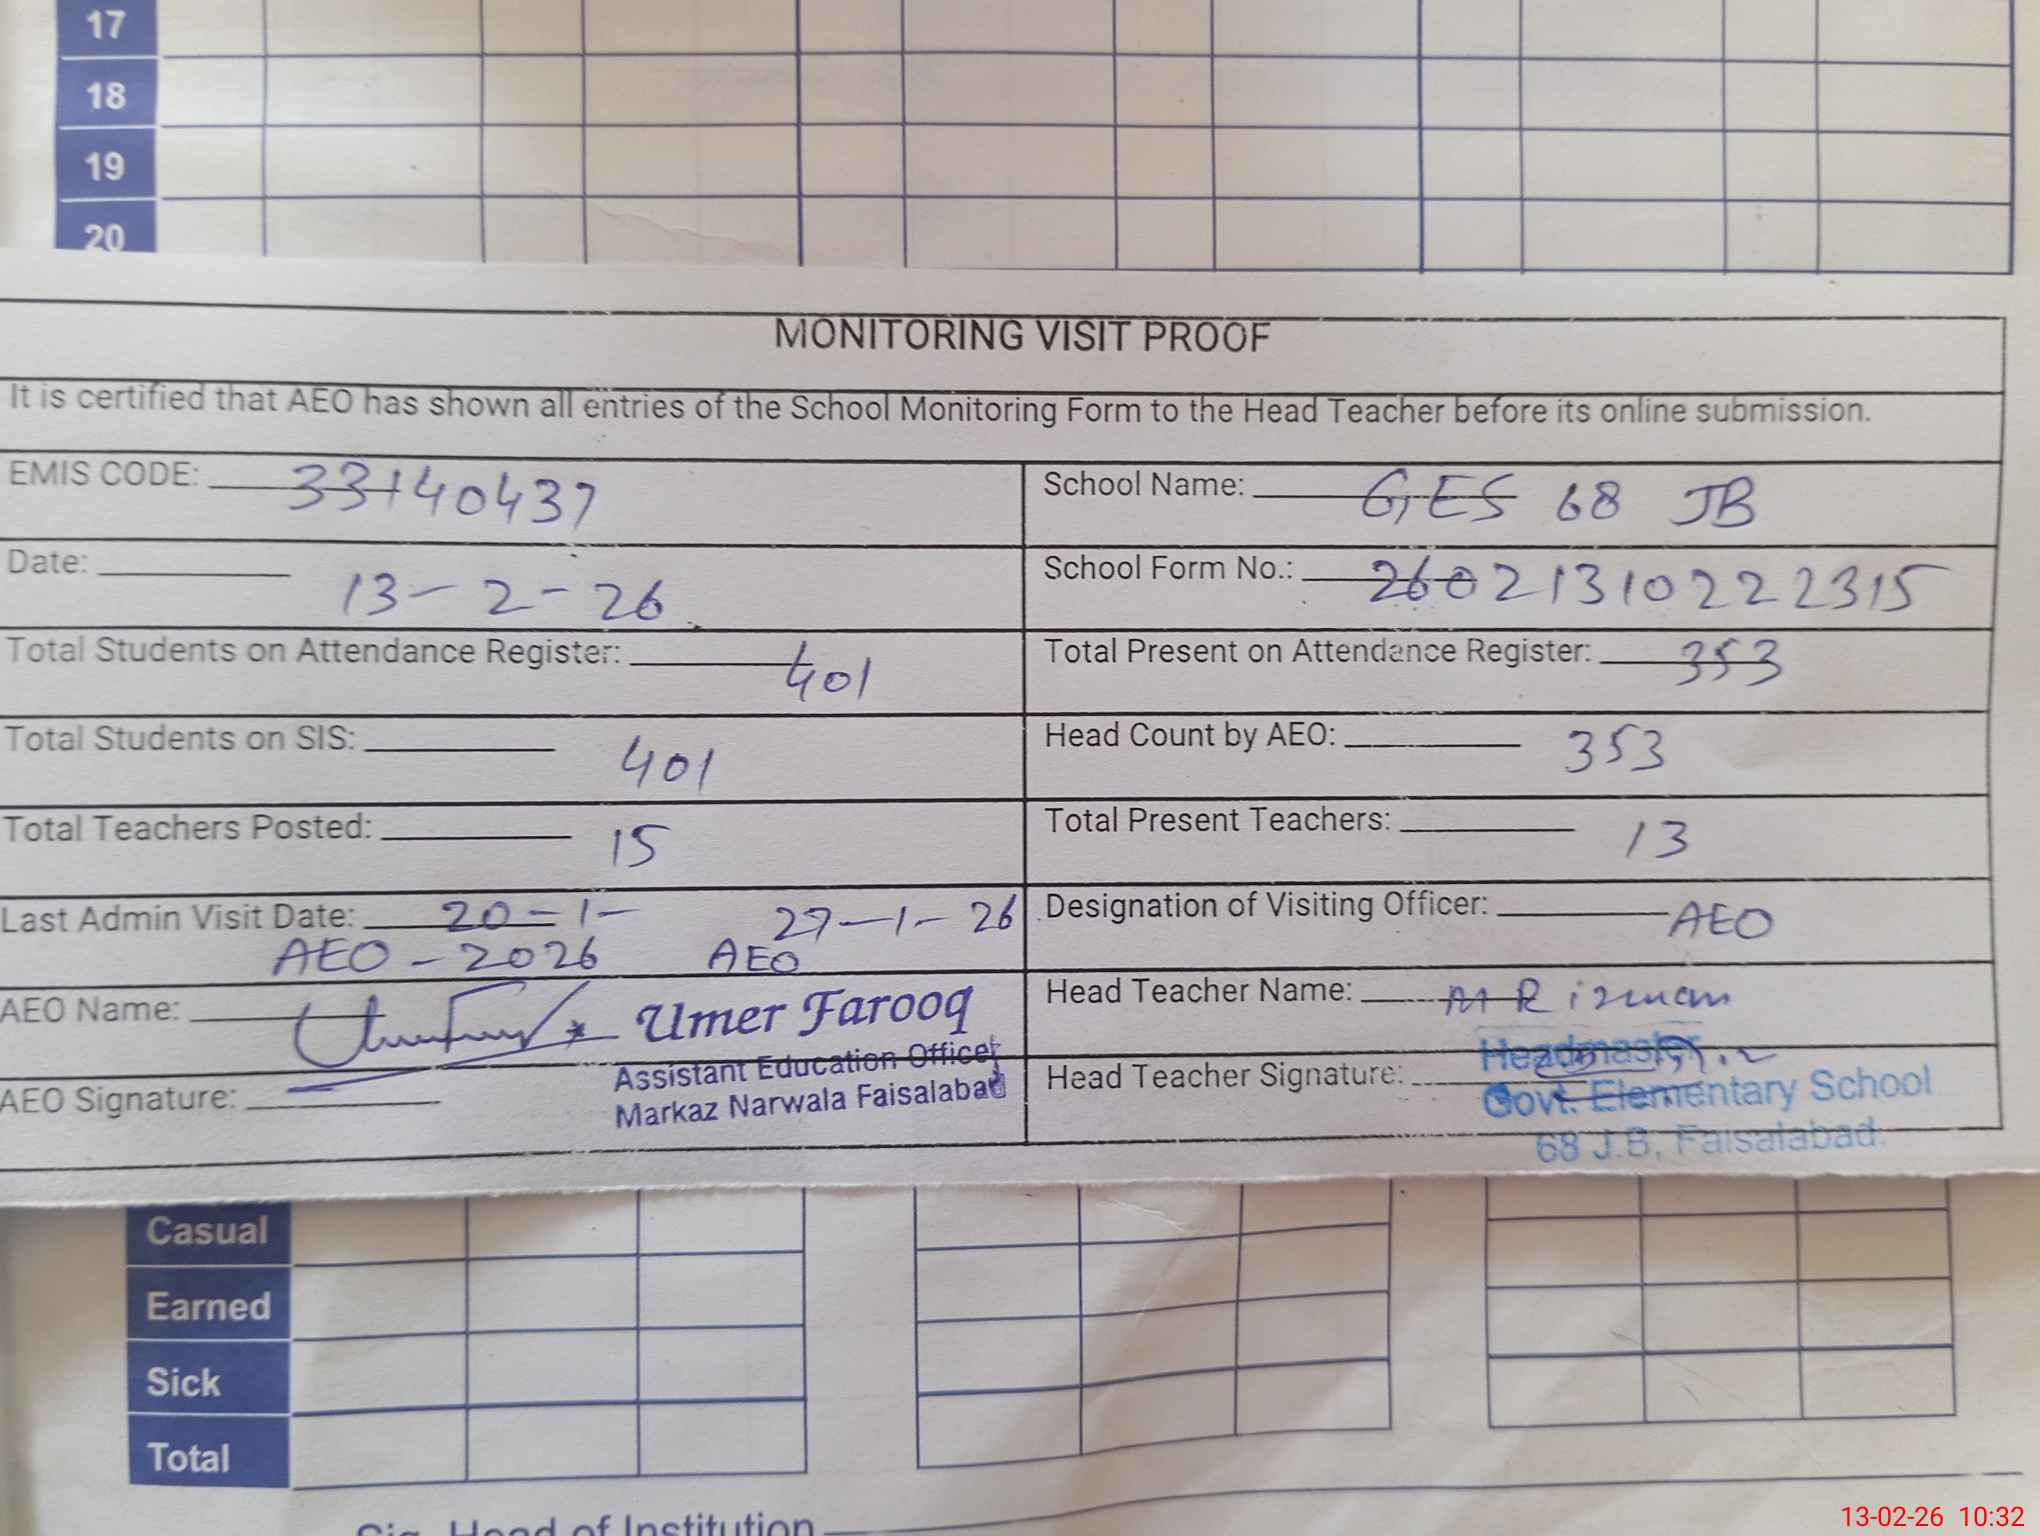 17
18
19
20
MONITORING VISIT PROOF
It is certified that AEO has shown all entries of the School Monitoring Form to the Head Teacher before its online submission.
EMIS CODE: 33140437
School Name: GES 68 JB
Date: 13-2-26
School Form No.: 26021310222315
Total Students on Attendance Register: 401
Total Present on Attendance Register: 353
Total Students on SIS: 401
Head Count by AEO: 353
Total Teachers Posted: 15
Total Present Teachers: 13
Last Admin Visit Date: 20-1- 27-1-26
AEO - 2026 AEO
Designation of Visiting Officer: AEO
AEO Name: Umer Farooq
Head Teacher Name: M Rizwan
Assistant Education Officer
Markaz Narwala Faisalabad
AEO Signature:
Headmaster
Head Teacher Signature:
Govt. Elementary School
68 J.B, Faisalabad.
Casual
Earned
Sick
Total
Sig. Head of Institution
13-02-26 10:32